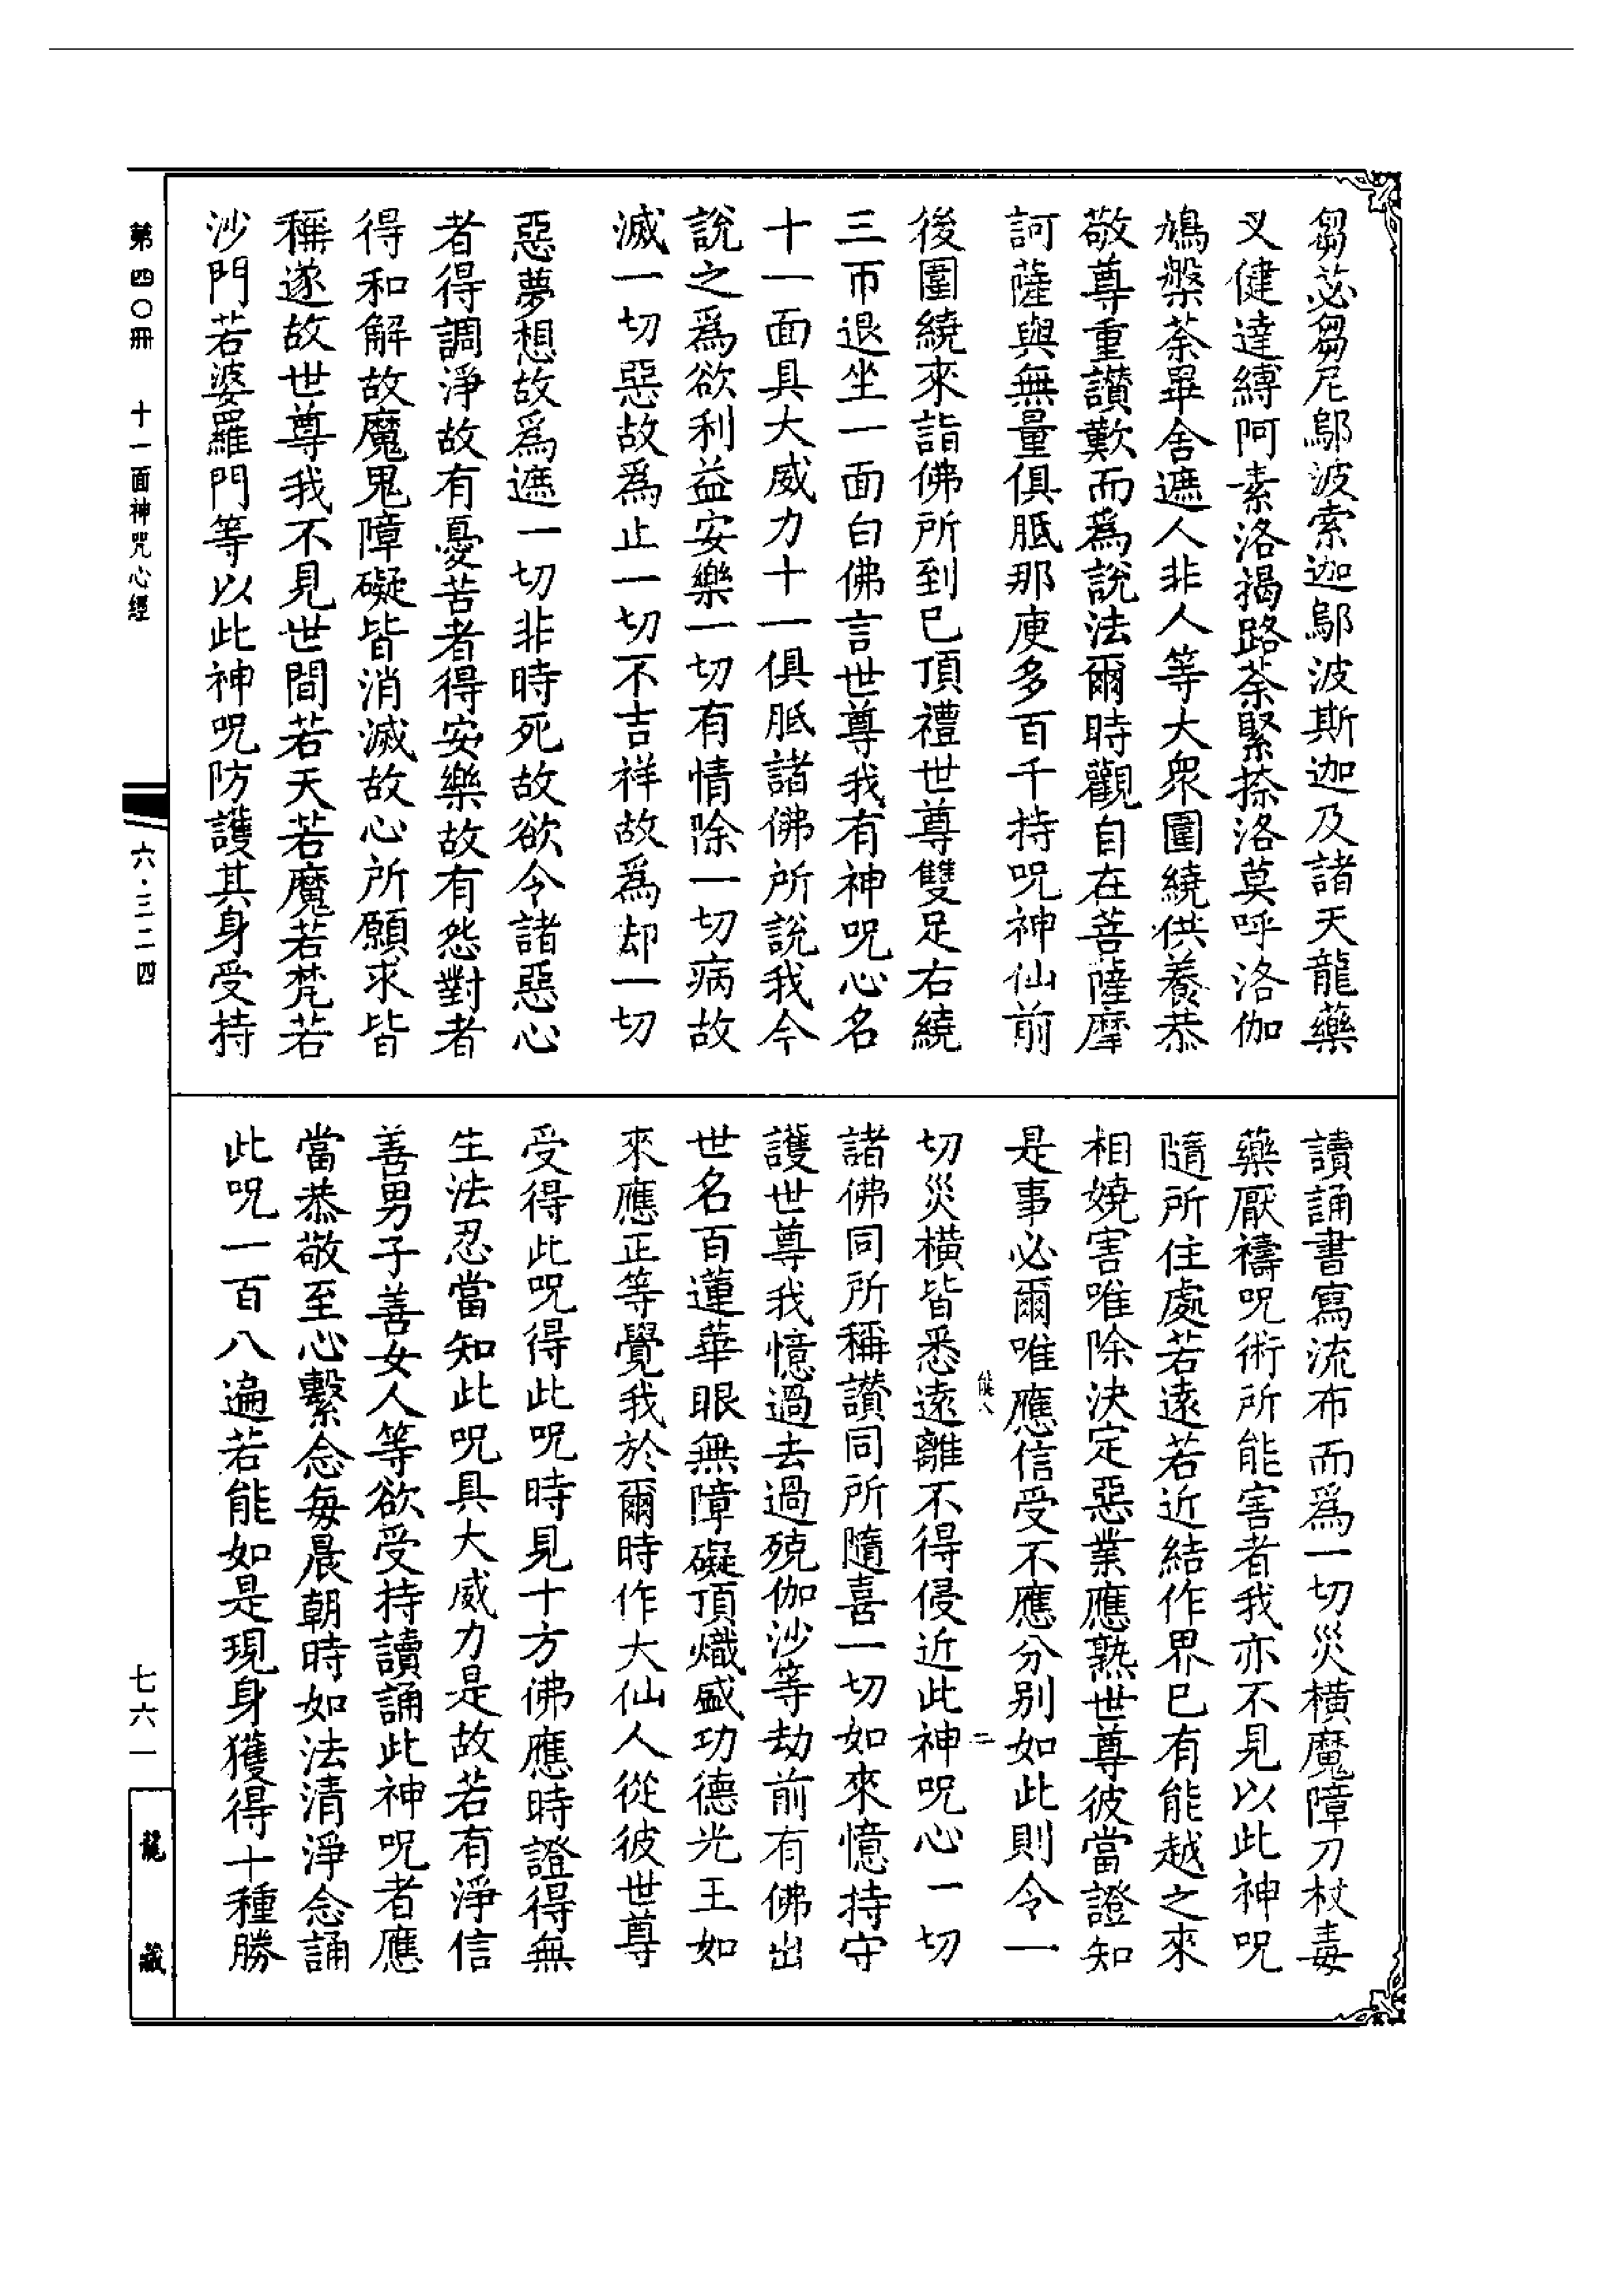 芻苾芻尼鄔波索迦鄔波斯迦及諸天龍藥
叉健達縛阿素洛揭路荼緊捺洛莫呼洛伽
鳩槃荼畢舍遮人非人等大衆圍繞供養恭
敬尊重讚歎而爲說法爾時觀自在菩薩摩
訶薩與無量俱胝那庾多百千持呪神仙前
後圍繞來詣佛所到已頂禮世尊雙足右繞
三帀退坐一面白佛言世尊我有神呪心名
十一面具大威力十一俱胝諸佛所說我今
說之爲欲利益安樂一切有情除一切病故
滅一切惡故爲止一切不吉祥故爲却一切
惡夢想故爲遮一切非時死故欲令諸惡心
者得調淨故有憂苦者得安樂故有怨對者
得和解故魔鬼障礙皆消滅故心所願求皆
稱遂故世尊我不見世間若天若魔若梵若
沙門若婆羅門等以此神呪防護其身受持
讀誦書寫流布而爲一切災橫魔障刀杖毒
藥厭禱呪術所能害者我亦不見以此神呪
隨所住處若遠若近結作界已有能越之來
相嬈害唯除決定惡業應熟世尊彼當證知
是事必爾唯應信受不應分别如此則令一
切災橫皆悉遠離不得侵近此神呪心一切
諸佛同所稱讚同所隨喜一切如來憶持守
護世尊我憶過去過殑伽沙等劫前有佛出
世名百蓮華眼無障礙頂熾盛功德光王如
來應正等覺我於爾時作大仙人從彼世尊
受得此呪得此呪時見十方佛應時證得無
生法忍當知此呪具大威力是故若有淨信
善男子善女人等欲受持讀誦此神呪者應
當恭敬至心繫念每晨朝時如法清淨念誦
此呪一百八遍若能如是現身獲得十種勝
第四〇冊 十一面神咒心經
六·三二四
七六一
龍藏